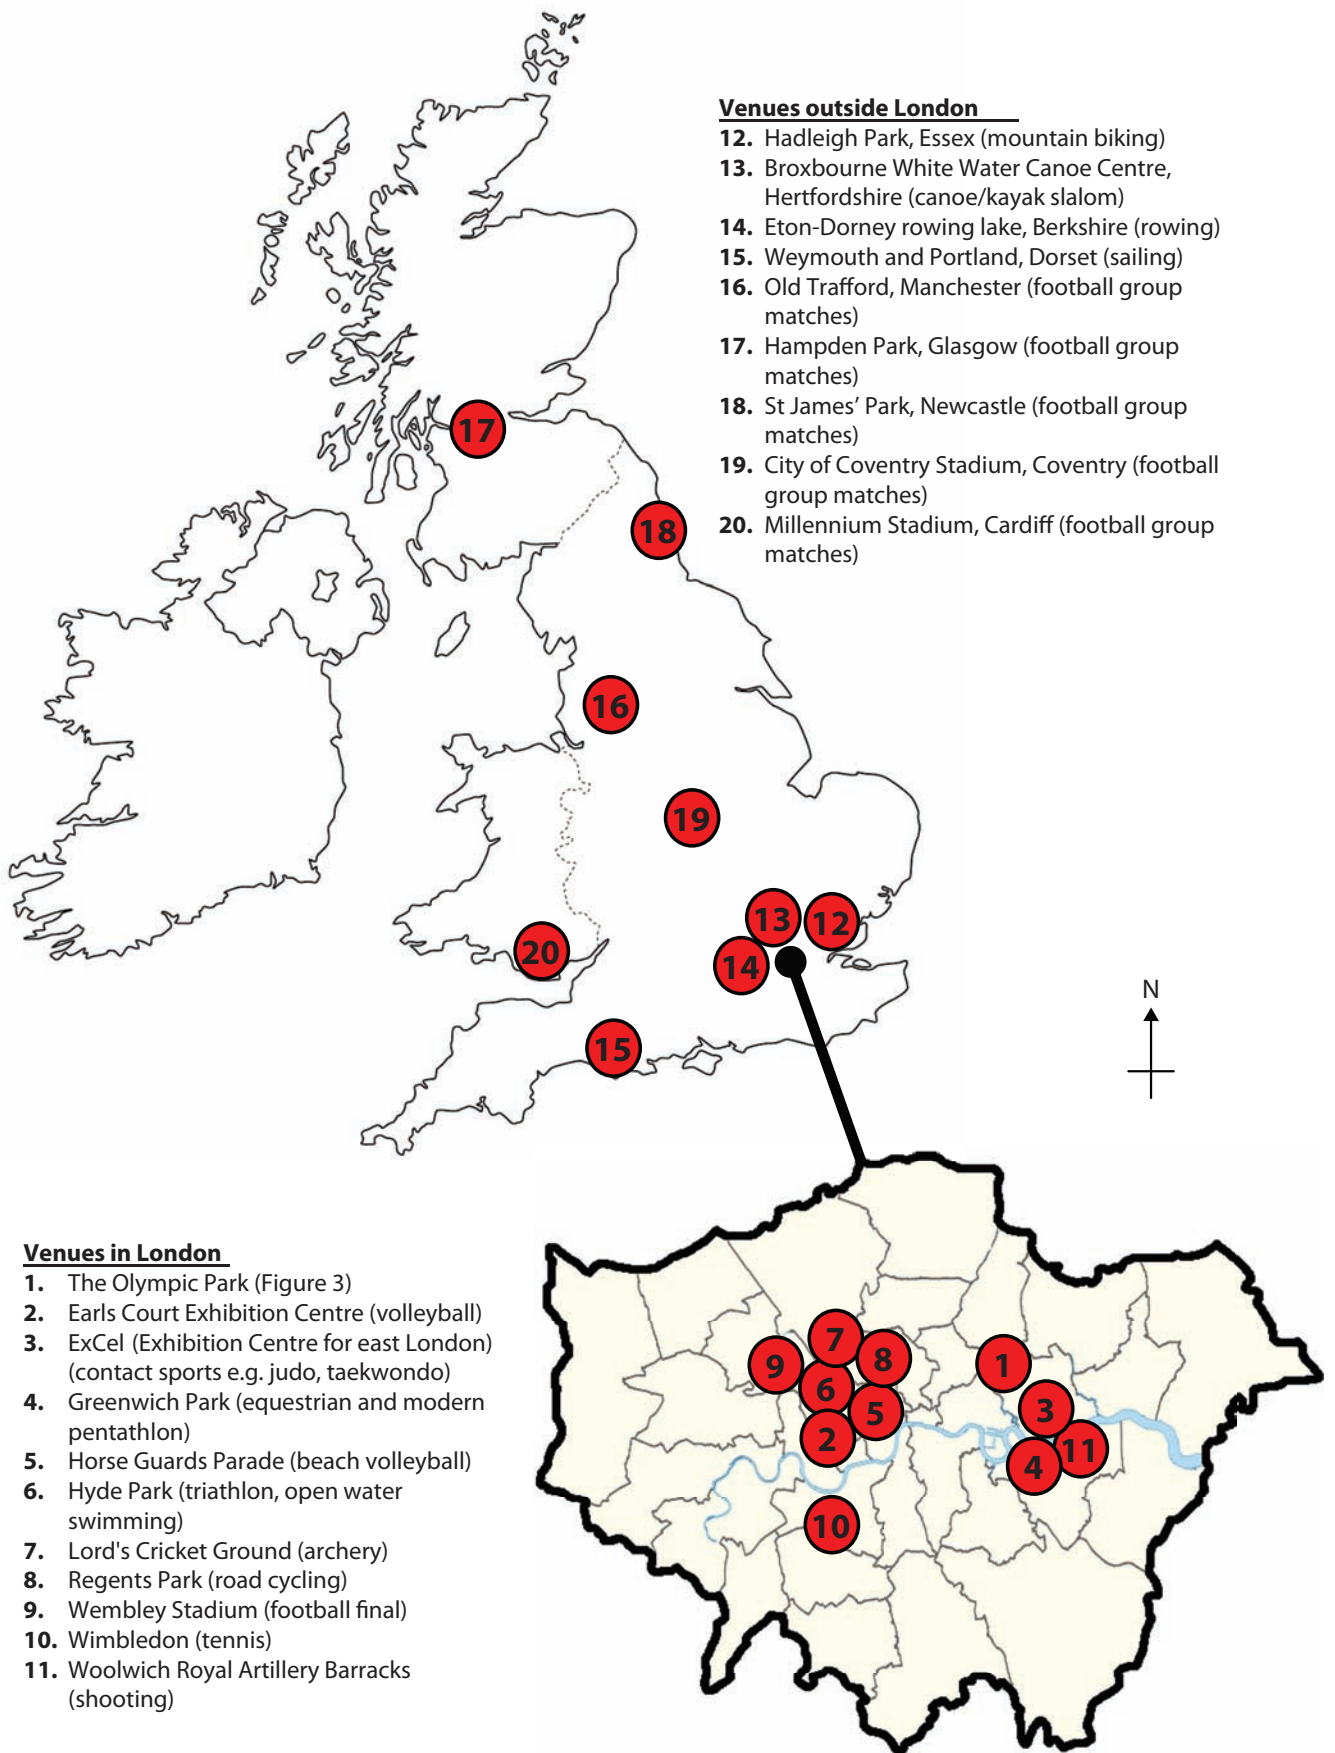 Venues outside London
12. Hadleigh Park, Essex (mountain biking)
13. Broxbourne White Water Canoe Centre,
Hertfordshire (canoe/kayak slalom)
14. Eton-Dorney rowing lake, Berkshire (rowing)
15. Weymouth and Portland, Dorset (sailing)
16. Old Trafford, Manchester (football group
matches)
17. Hampden Park, Glasgow (football group
matches)
18. St James’ Park, Newcastle (football group
matches)
19. City of Coventry Stadium, Coventry (football
group matches)
20. Millennium Stadium, Cardiff (football group
matches)
17
18
16
19
13
12
20
14
N
15
Venues in London
1. The Olympic Park (Figure 3)
2. Earls Court Exhibition Centre (volleyball)
3. ExCel (Exhibition Centre for east London)
(contact sports e.g. judo, taekwondo)
4. Greenwich Park (equestrian and modern
pentathlon)
5. Horse Guards Parade (beach volleyball)
6. Hyde Park (triathlon, open water
swimming)
7. Lord's Cricket Ground (archery)
8. Regents Park (road cycling)
9. Wembley Stadium (football final)
10. Wimbledon (tennis)
11. Woolwich Royal Artillery Barracks
(shooting)
7
9
8
1
6
5
3
2
11
4
10